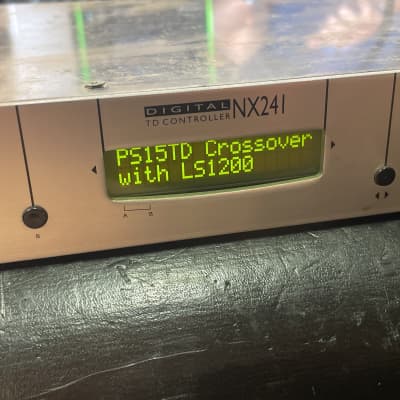 DIGITAL NX241
TD CONTROLLER
PS15TD Crossover
with LS1200
A B